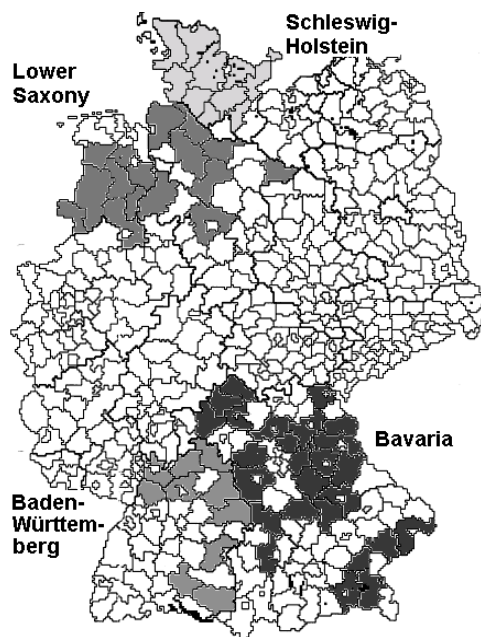 Schleswig-
Holstein
Lower
Saxony
Bavaria
Baden-
Württem-
berg